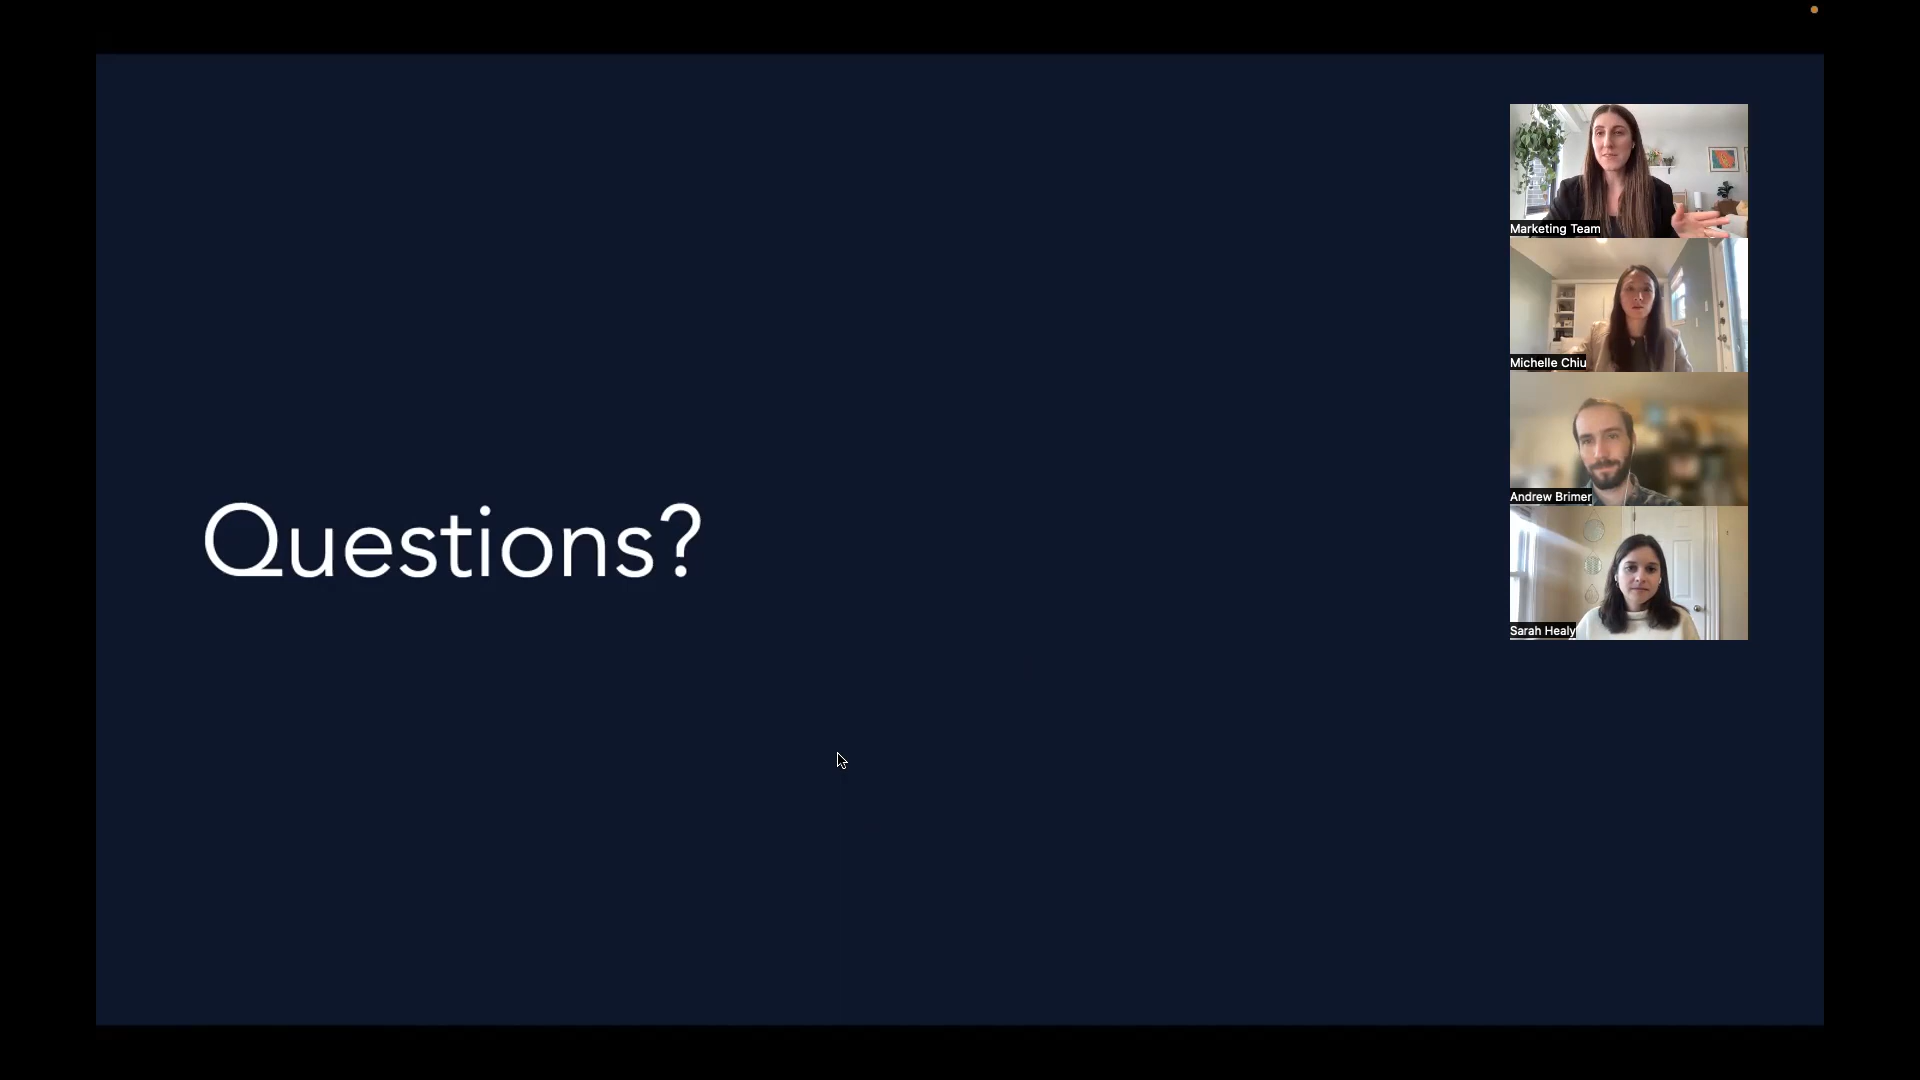 Questions?
Marketing Team
Michelle Chiu
Andrew Brimer
Sarah Healy